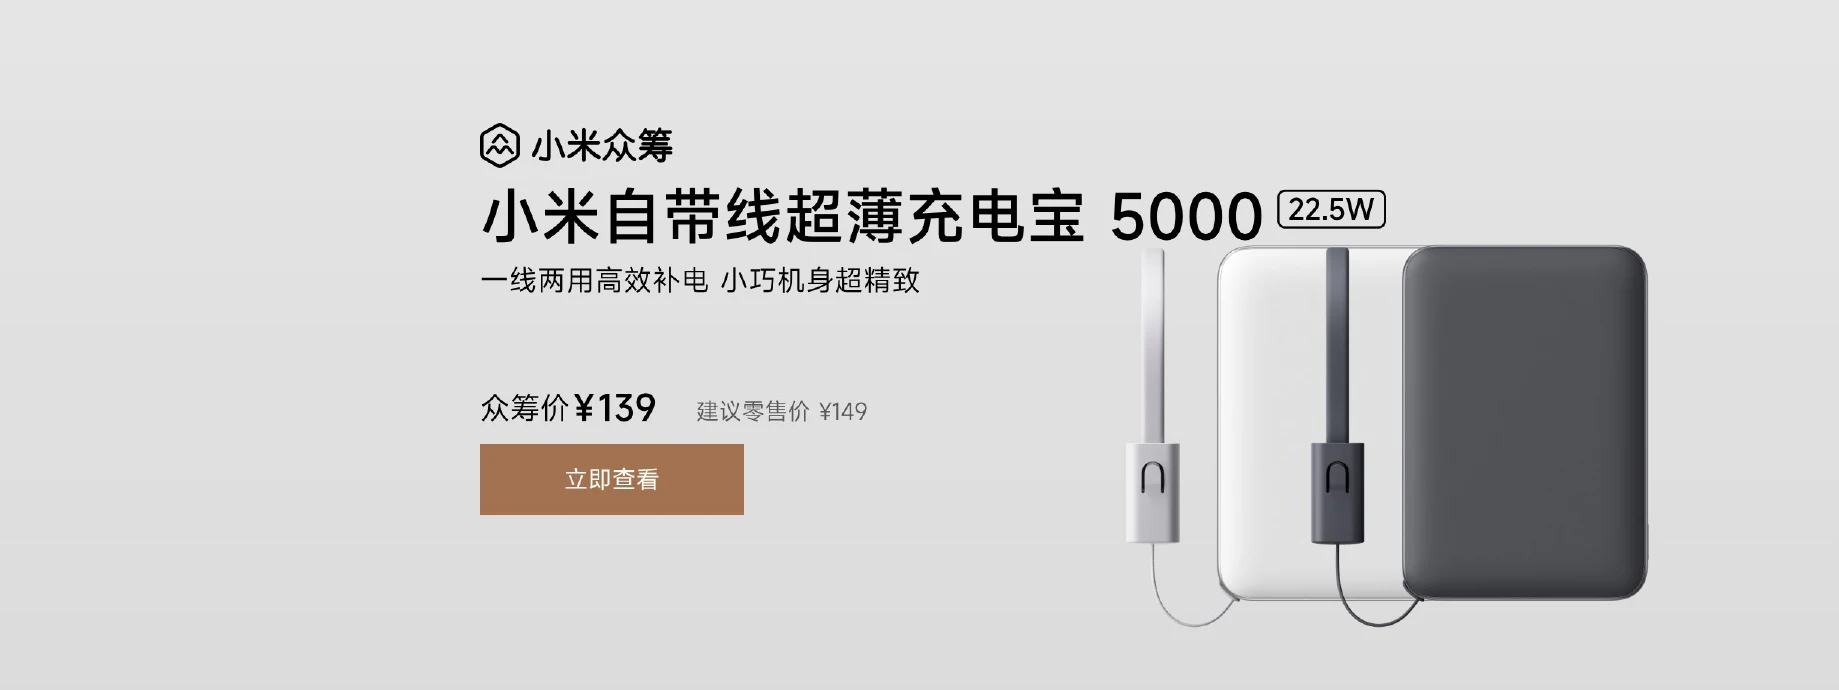 小米众筹
小米自带线超薄充电宝 5000 22.5W
一线两用高效补电 小巧机身超精致
众筹价¥139 建议零售价 ¥149
立即查看